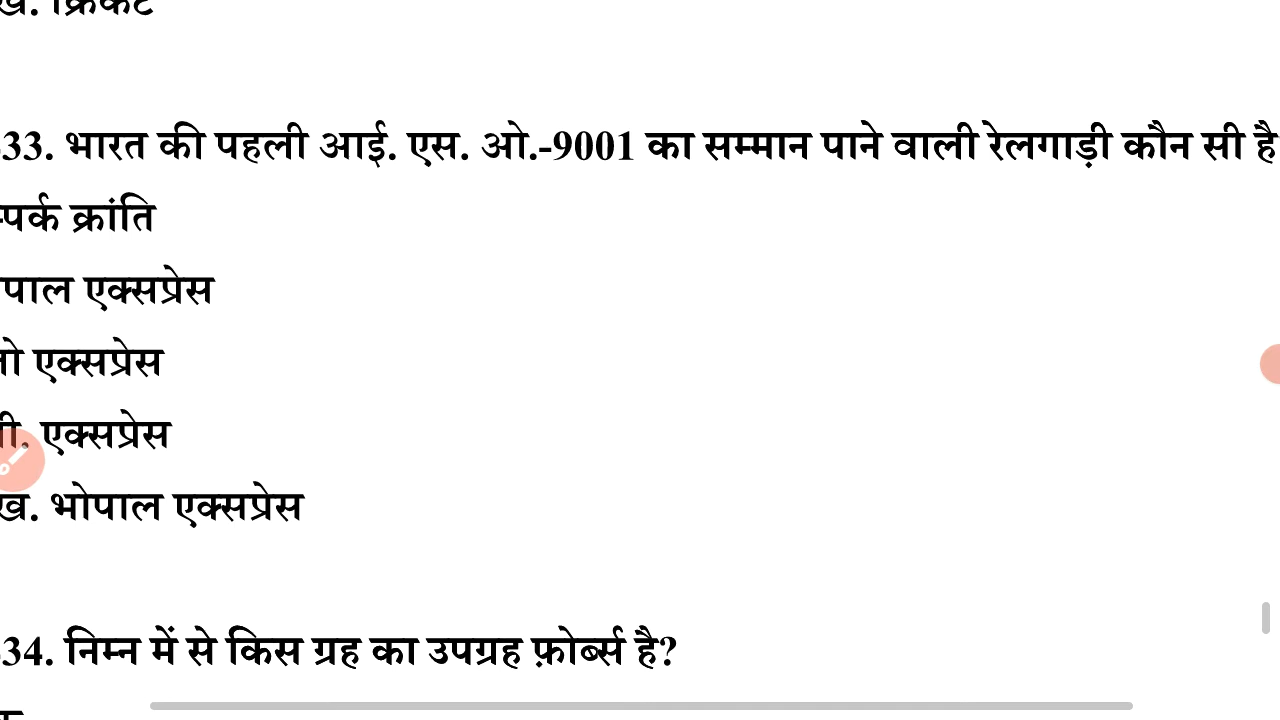 ख. क्रिकेट
33. भारत की पहली आई. एस. ओ.-9001 का सम्मान पाने वाली रेलगाड़ी कौन सी है
म्पर्क क्रांति
पाल एक्सप्रेस
एक्सप्रेस
एक्सप्रेस
ख. भोपाल एक्सप्रेस
34. निम्न में से किस ग्रह का उपग्रह फ़ोर्ब्स है?